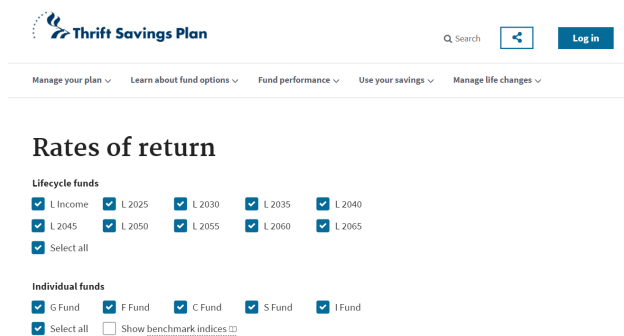 Thrift Savings Plan
Search
Log in
Manage your plan Learn about fund options Fund performance Use your savings Manage life changes
Rates of return
Lifecycle funds
L Income L 2025 L 2030 L 2035 L 2040
L 2045 L 2050 L 2055 L 2060 L 2065
Select all
Individual funds
G Fund F Fund C Fund S Fund I Fund
Select all Show benchmark indices